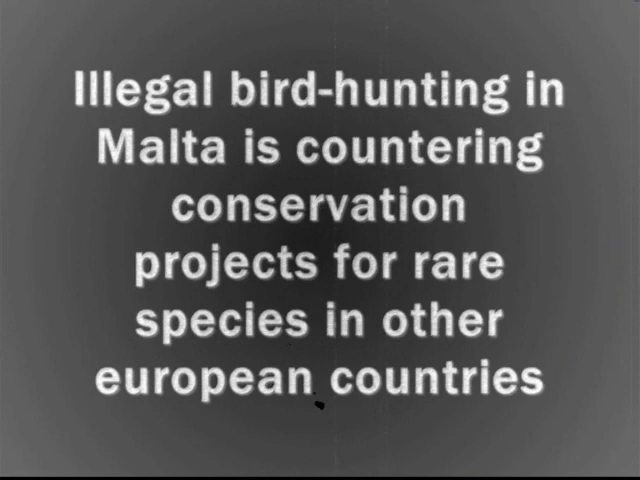 Illegal bird-hunting in
Malta is countering
conservation
projects for rare
species in other
european countries